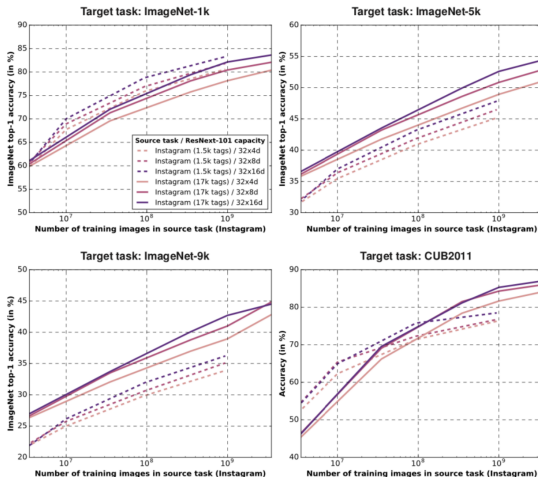 Target task: ImageNet-1k
ImageNet top-1 accuracy (in %)
90
85
80
75
70
65
60
55
50
10^7
10^8
10^9
Number of training images in source task (Instagram)
Source task / ResNext-101 capacity
Instagram (1.5k tags) / 32x4d
Instagram (1.5k tags) / 32x8d
Instagram (1.5k tags) / 32x16d
Instagram (17k tags) / 32x4d
Instagram (17k tags) / 32x8d
Instagram (17k tags) / 32x16d
Target task: ImageNet-5k
ImageNet top-1 accuracy (in %)
60
55
50
45
40
35
30
10^7
10^8
10^9
Number of training images in source task (Instagram)
Target task: ImageNet-9k
ImageNet top-1 accuracy (in %)
50
45
40
35
30
25
20
10^7
10^8
10^9
Number of training images in source task (Instagram)
Target task: CUB2011
Accuracy (in %)
90
80
70
60
50
40
10^7
10^8
10^9
Number of training images in source task (Instagram)